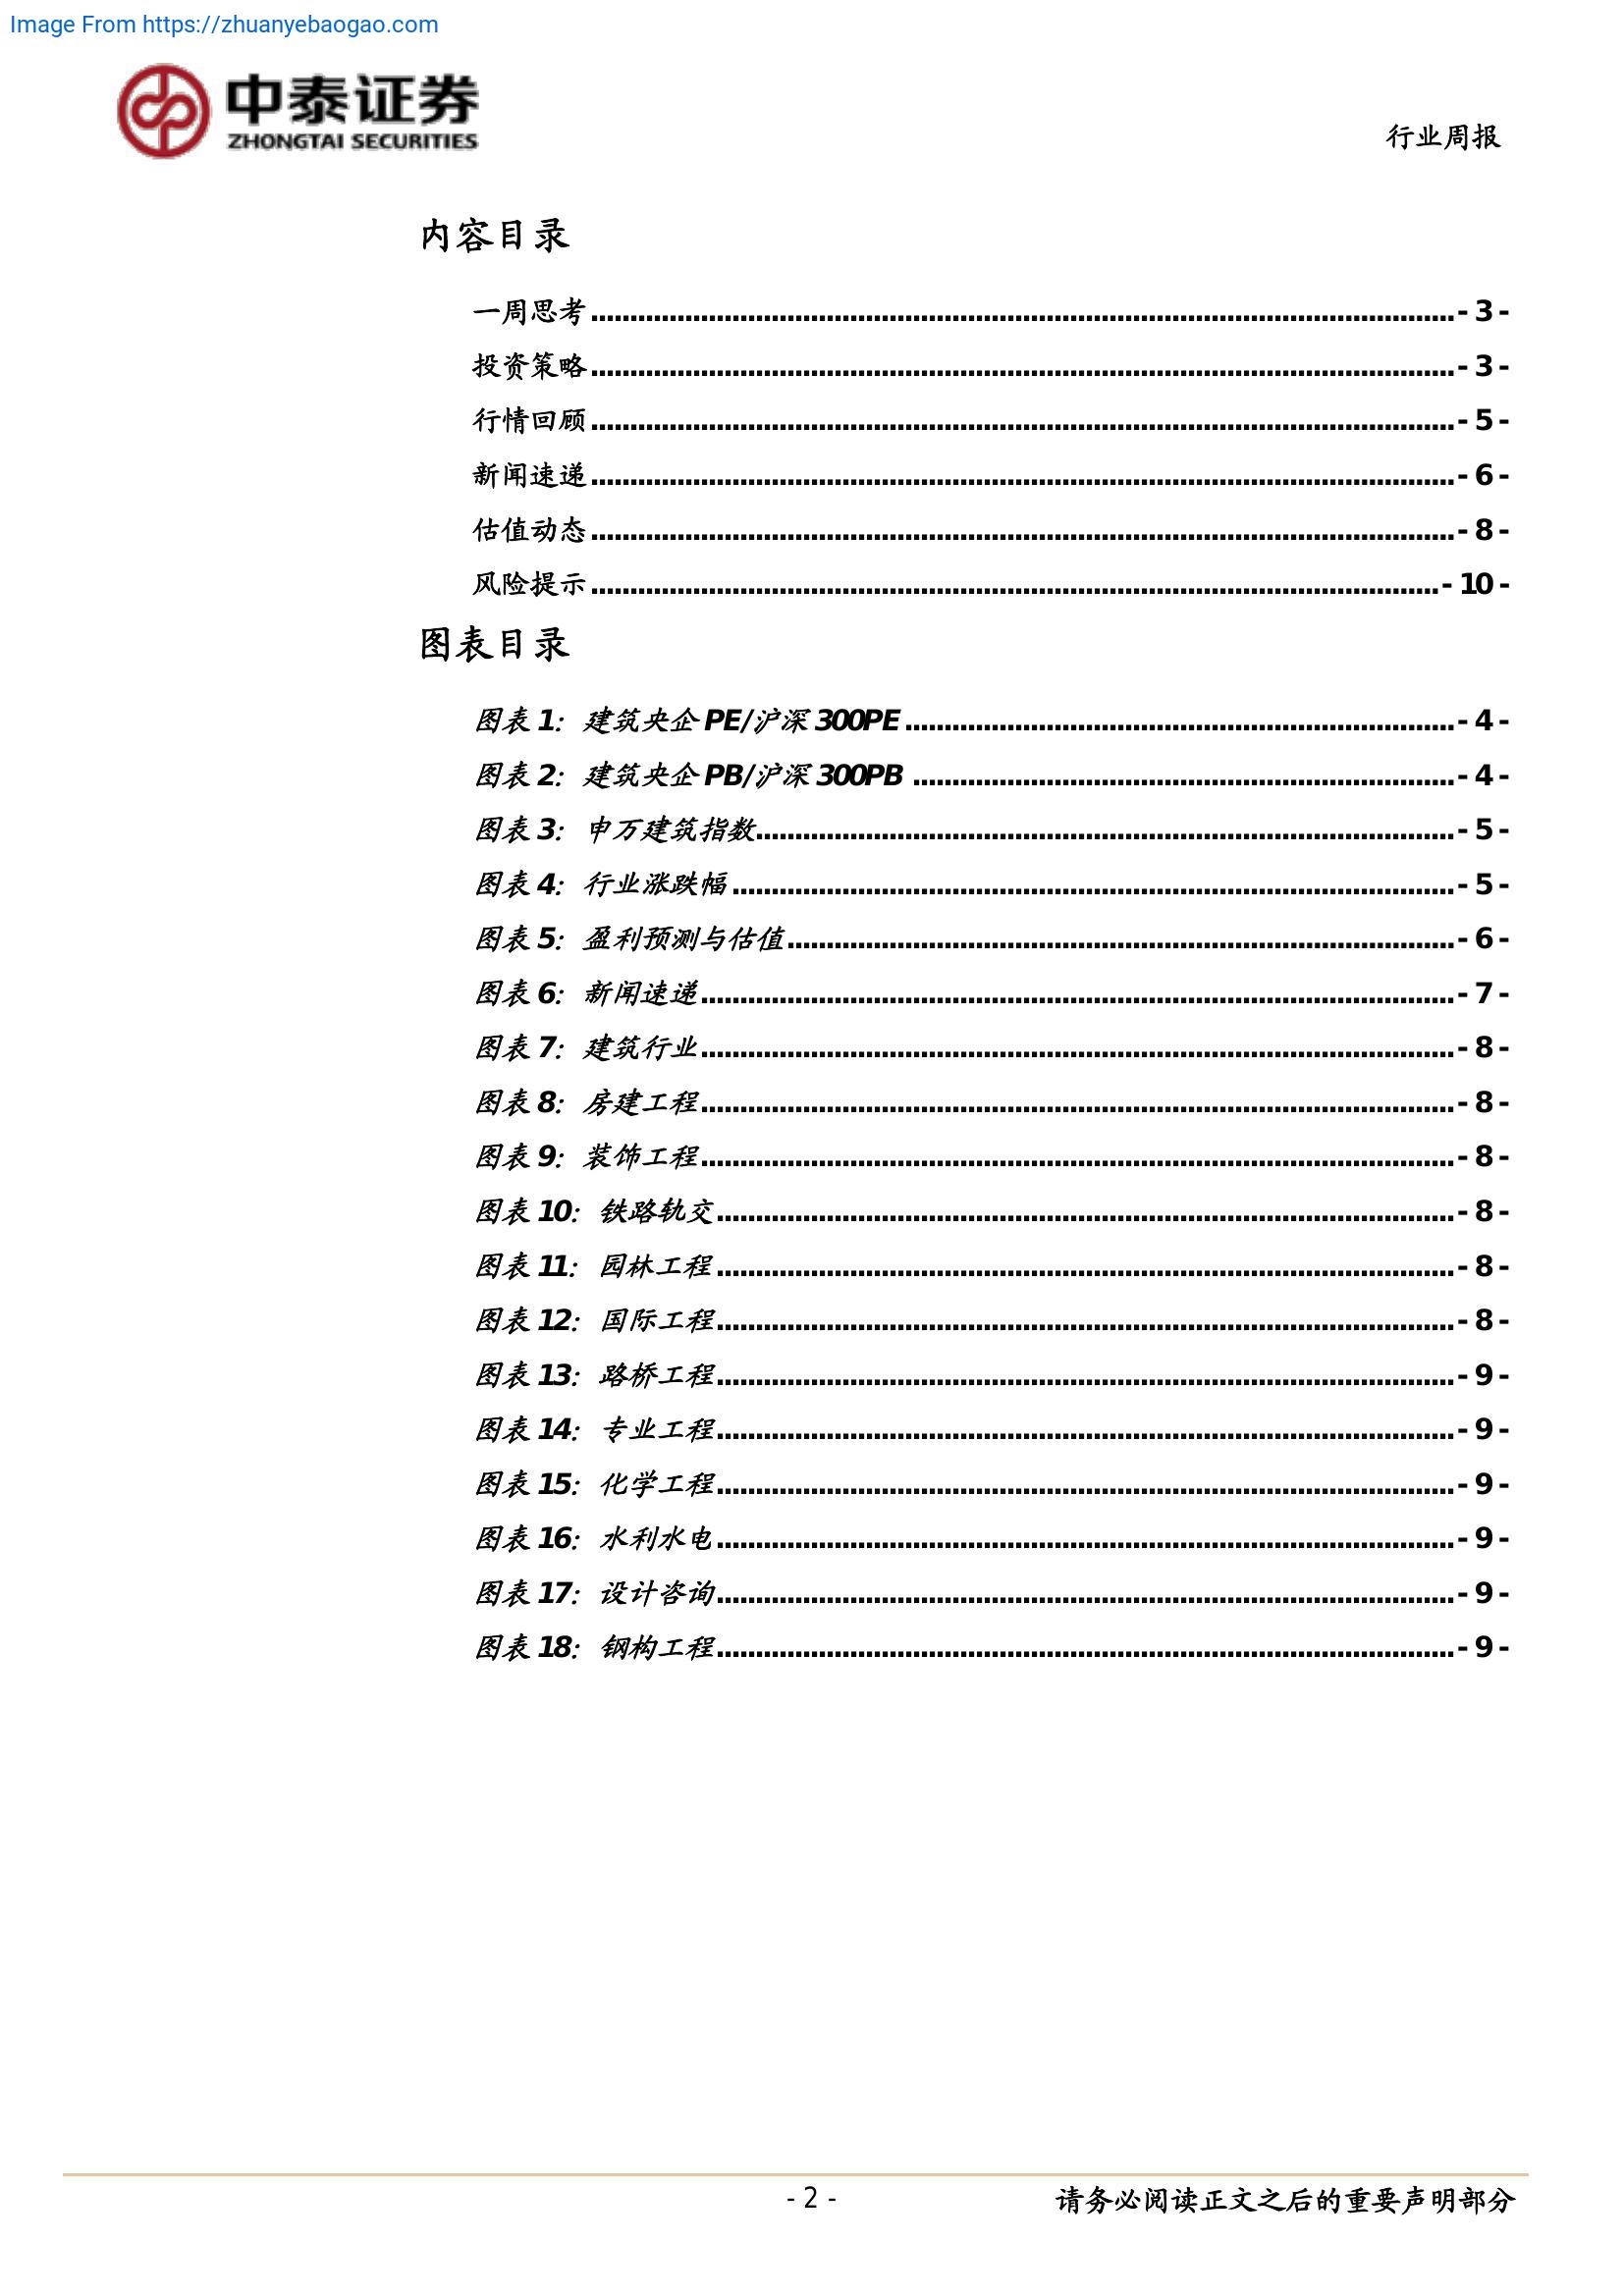 Image From https://zhuanyebaogao.com
中泰证券
ZHONGTAI SECURITIES
行业周报
内容目录
一周思考........................................................................................................- 3 -
投资策略........................................................................................................- 3 -
行情回顾........................................................................................................- 5 -
新闻速递........................................................................................................- 6 -
估值动态........................................................................................................- 8 -
风险提示......................................................................................................- 10 -
图表目录
图表 1：建筑央企 PE/沪深 300PE ..................................................................- 4 -
图表 2：建筑央企 PB/沪深 300PB .................................................................- 4 -
图表 3：申万建筑指数....................................................................................- 5 -
图表 4：行业涨跌幅.......................................................................................- 5 -
图表 5：盈利预测与估值................................................................................- 6 -
图表 6：新闻速递...........................................................................................- 7 -
图表 7：建筑行业...........................................................................................- 8 -
图表 8：房建工程...........................................................................................- 8 -
图表 9：装饰工程...........................................................................................- 8 -
图表 10：铁路轨交.........................................................................................- 8 -
图表 11：园林工程.........................................................................................- 8 -
图表 12：国际工程.........................................................................................- 8 -
图表 13：路桥工程.........................................................................................- 9 -
图表 14：专业工程.........................................................................................- 9 -
图表 15：化学工程.........................................................................................- 9 -
图表 16：水利水电.........................................................................................- 9 -
图表 17：设计咨询.........................................................................................- 9 -
图表 18：钢构工程.........................................................................................- 9 -
- 2 -
请务必阅读正文之后的重要声明部分